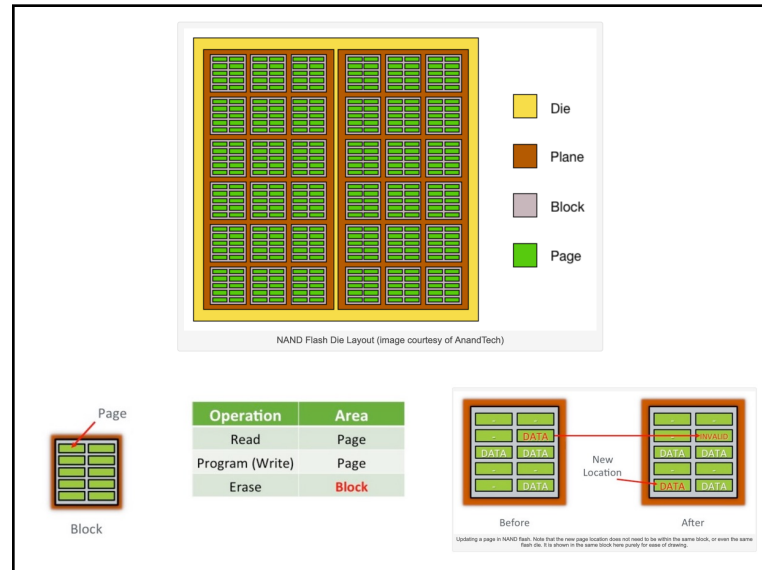 Die
Plane
Block
Page
NAND Flash Die Layout (image courtesy of AnandTech)
Page
Block
Operation Area
Read Page
Program (Write) Page
Erase Block
- -
- DATA
DATA DATA
- -
- DATA
Before
New
Location
- -
- INVALID
DATA DATA
- -
DATA DATA
After
Updating a page in NAND flash. Note that the new page location does not need to be within the same block, or even the same
flash die. It is shown in the same block here purely for ease of drawing.